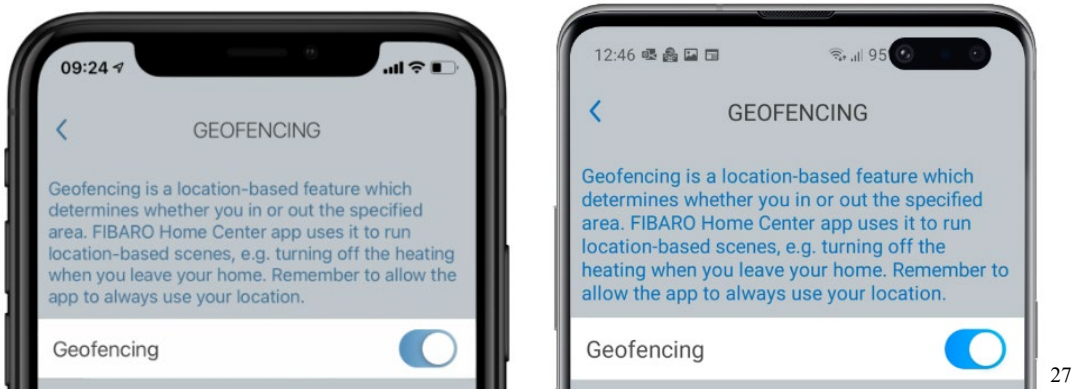 09:24
GEOFENCING
Geofencing is a location-based feature which
determines whether you in or out the specified
area. FIBARO Home Center app uses it to run
location-based scenes, e.g. turning off the heating
when you leave your home. Remember to allow the
app to always use your location.
Geofencing
12:46 95
GEOFENCING
Geofencing is a location-based feature which
determines whether you in or out the specified
area. FIBARO Home Center app uses it to run
location-based scenes, e.g. turning off the
heating when you leave your home. Remember to
allow the app to always use your location.
Geofencing
27